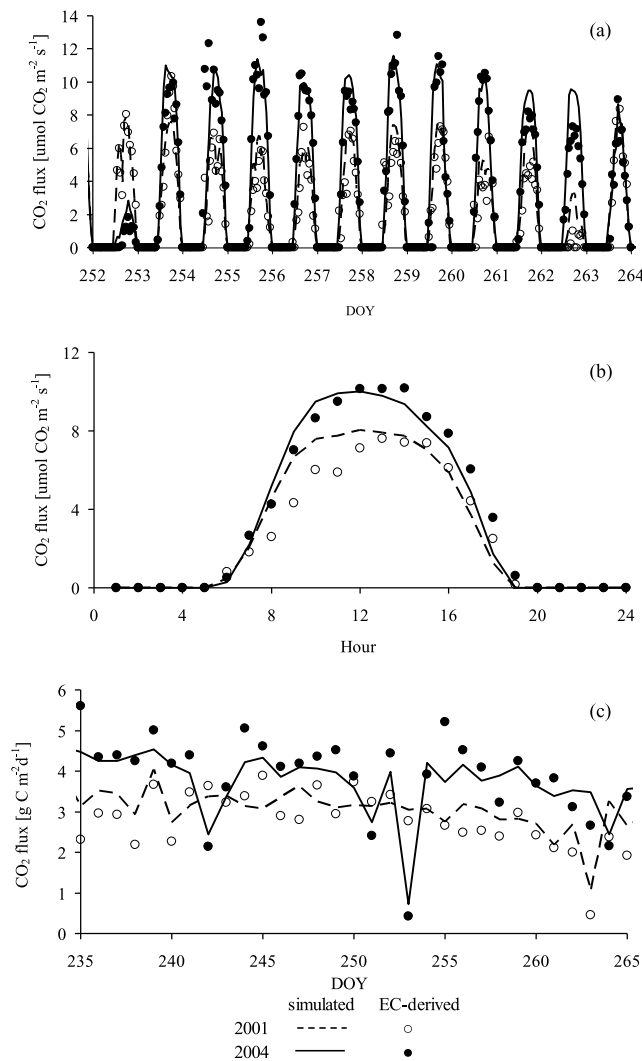 (a)
CO2 flux [umol CO2 m-2 s-1]
14
12
10
8
6
4
2
0
252 253 254 255 256 257 258 259 260 261 262 263 264
DOY
(b)
CO2 flux [umol CO2 m-2 s-1]
12
8
4
0
0 4 8 12 16 20 24
Hour
(c)
CO2 flux [g C m-2d-1]
6
5
4
3
2
1
0
235 240 245 250 255 260 265
DOY
simulated EC-derived
2001
2004